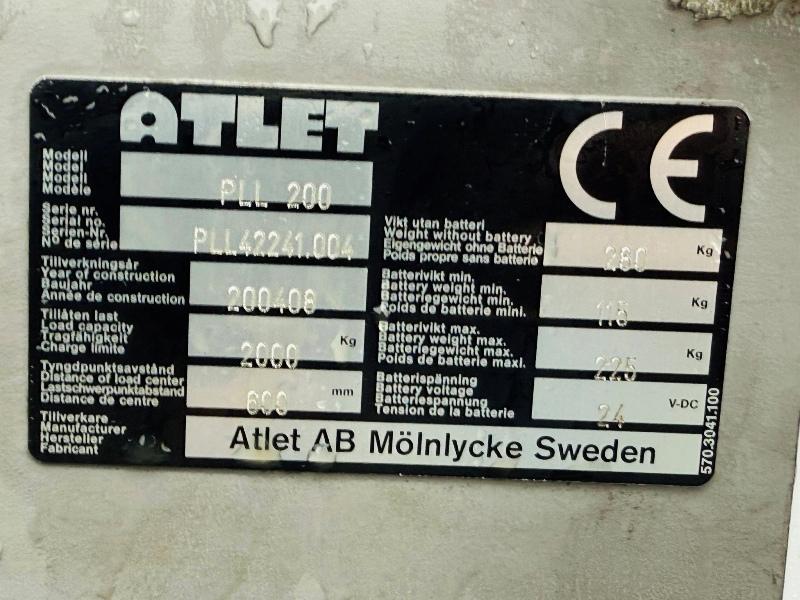 ATLET
CE
Modell
Model
Modell
Modèle
PLL 200
Serie nr.
Serial no.
Serien-Nr.
No de série
PLL42241.004
Tillverkningsår
Year of construction
Baujahr
Année de construction
200408
Tillåten last
Load capacity
Tragfähigkeit
Charge limite
2000 Kg
Tyngdpunktsavstånd
Distance of load center
Lastschwerpunktabstand
Distance de centre
600 mm
Vikt utan batteri
Weight without battery
Eigengewicht ohne Batterie
Poids propre sans batterie
280 Kg
Batterivikt min.
Battery weight min.
Batteriegewicht min.
Poids de batterie mini.
118 Kg
Batterivikt max.
Battery weight max.
Batteriegewicht max.
Poids de batterie maxi.
225 Kg
Batterispänning
Battery voltage
Batteriespannung
Tension de la batterie
24 V-DC
Tillverkare
Manufacturer
Hersteller
Fabricant
Atlet AB Mölnlycke Sweden
570.3041.100